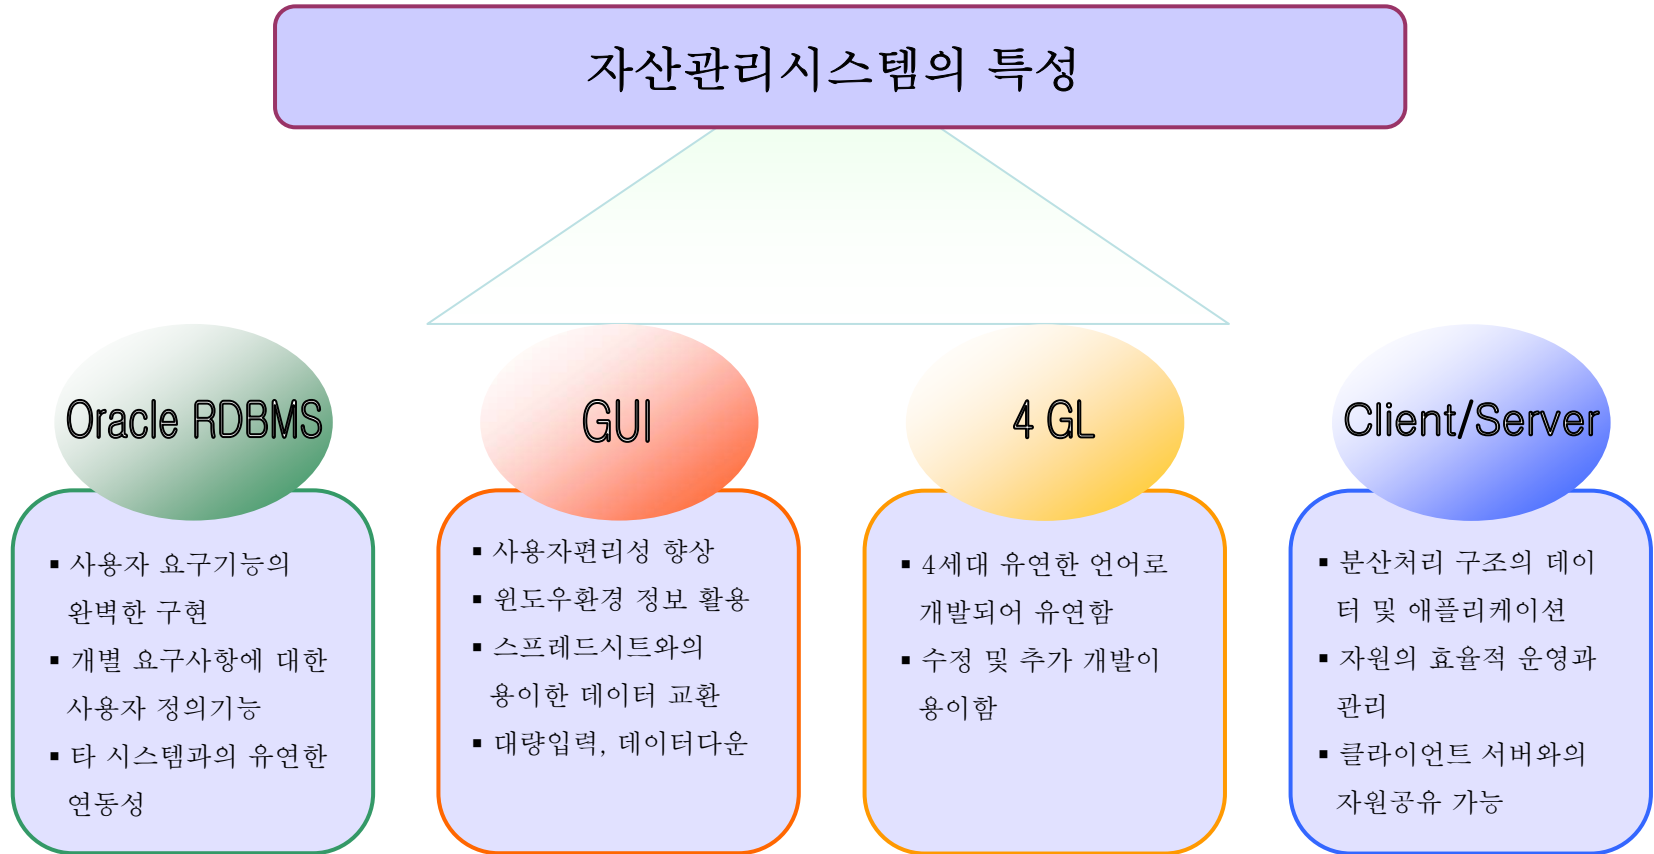 자산관리시스템의 특성
Oracle RDBMS
▪ 사용자 요구기능의
완벽한 구현
▪ 개별 요구사항에 대한
사용자 정의기능
▪ 타 시스템과의 유연한
연동성
GUI
▪ 사용자편리성 향상
▪ 윈도우환경 정보 활용
▪ 스프레드시트와의
용이한 데이터 교환
▪ 대량입력, 데이터다운
4 GL
▪ 4세대 유연한 언어로
개발되어 유연함
▪ 수정 및 추가 개발이
용이함
Client/Server
▪ 분산처리 구조의 데이
터 및 애플리케이션
▪ 자원의 효율적 운영과
관리
▪ 클라이언트 서버와의
자원공유 가능